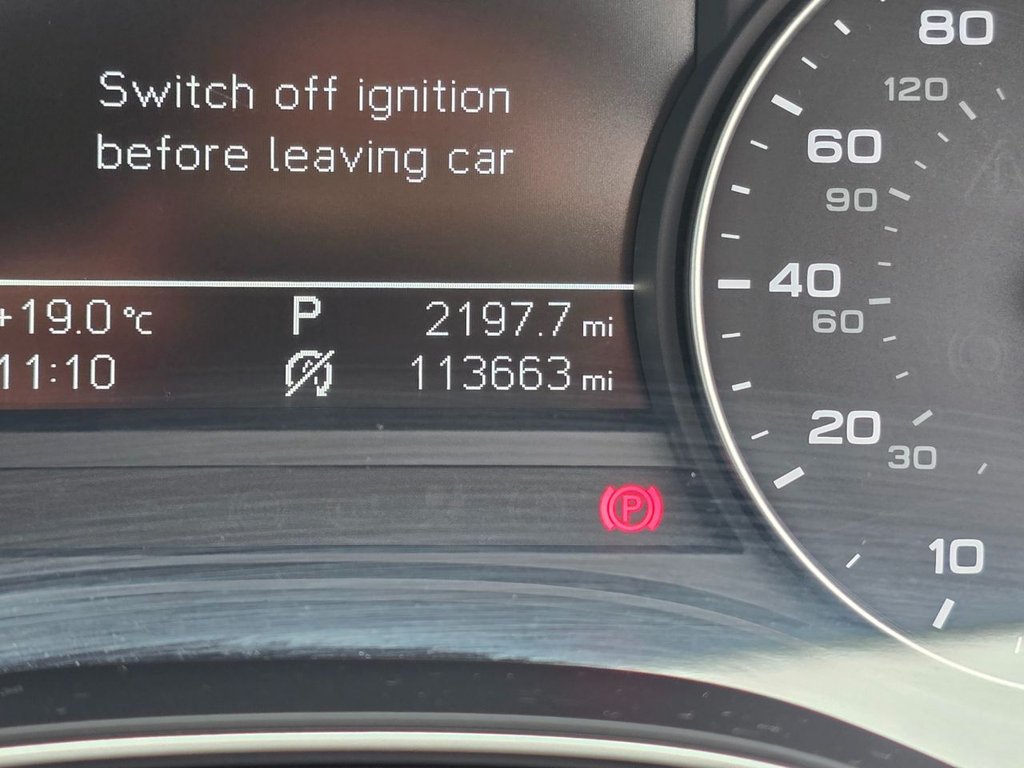 Switch off ignition
before leaving car
+19.0 °C
P
2197.7 mi
11:10
113663 mi
P
80
120
60
90
40
60
20
30
10